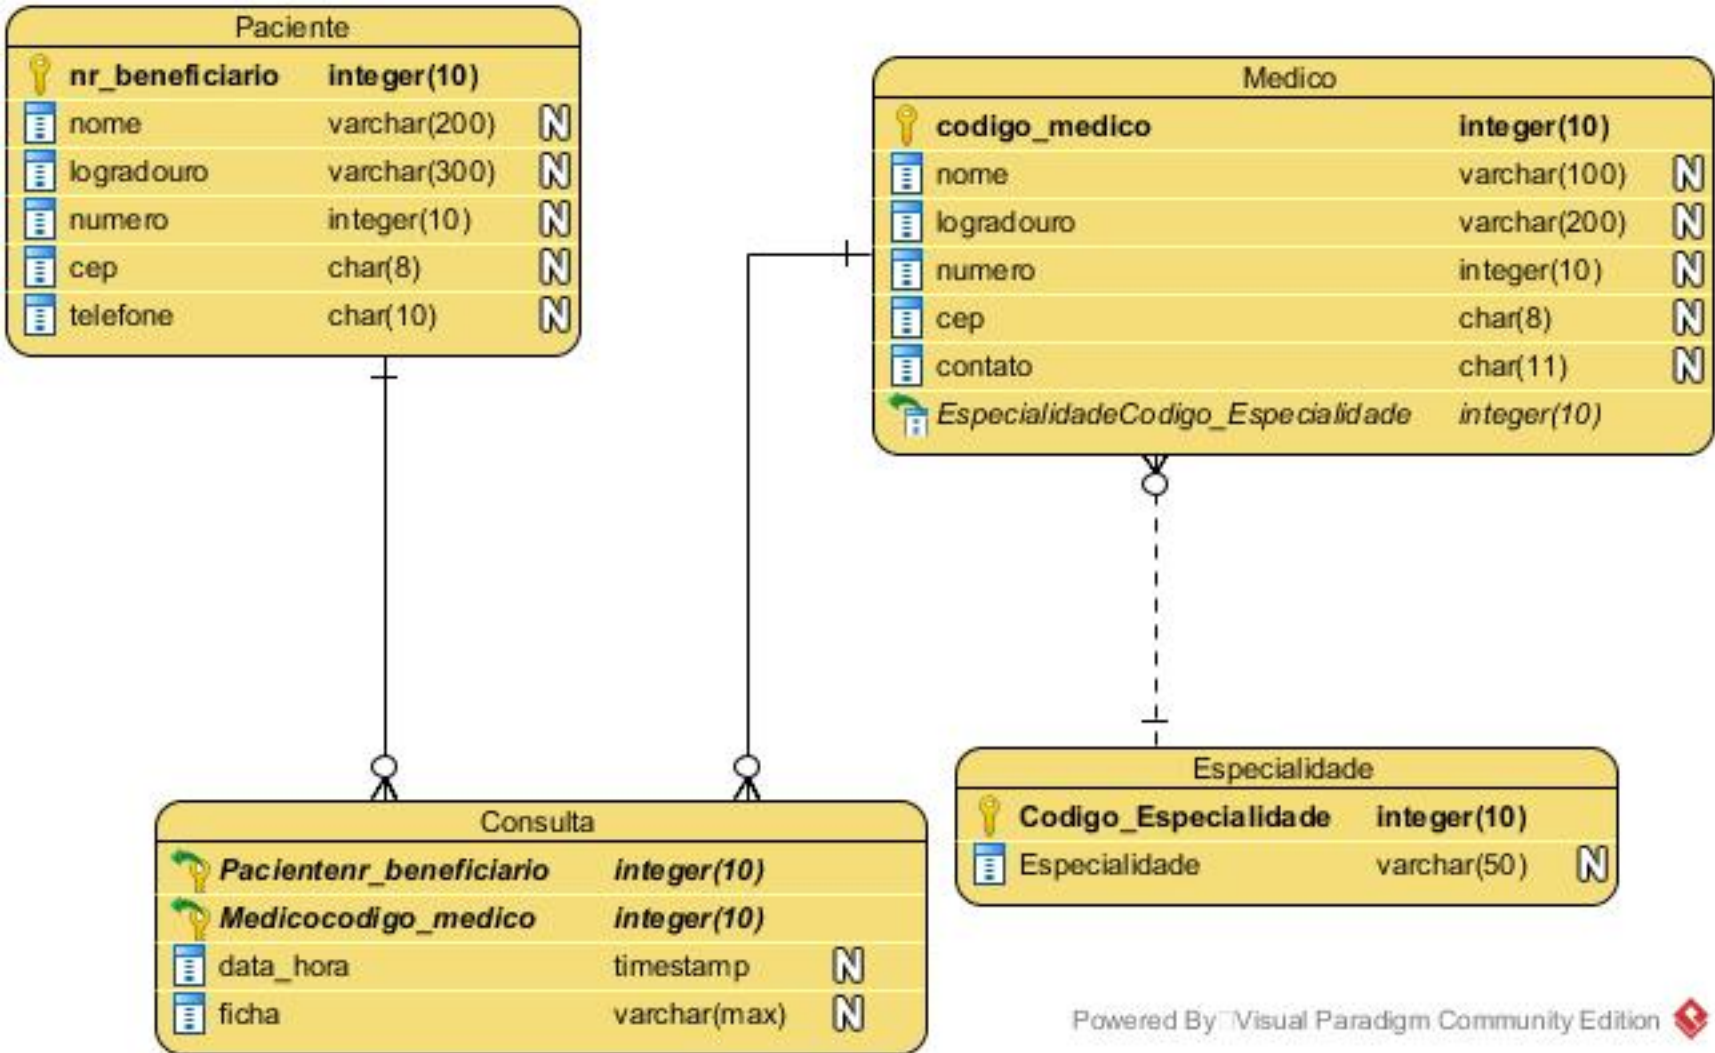 Paciente
nr_beneficiario integer(10)
nome varchar(200) N
logradouro varchar(300) N
numero integer(10) N
cep char(8) N
telefone char(10) N
Medico
codigo_medico integer(10)
nome varchar(100) N
logradouro varchar(200) N
numero integer(10) N
cep char(8) N
contato char(11) N
EspecialidadeCodigo_Especialidade integer(10)
Consulta
Pacientenr_beneficiario integer(10)
Medicocodigo_medico integer(10)
data_hora timestamp N
ficha varchar(max) N
Especialidade
Codigo_Especialidade integer(10)
Especialidade varchar(50) N
Powered By Visual Paradigm Community Edition